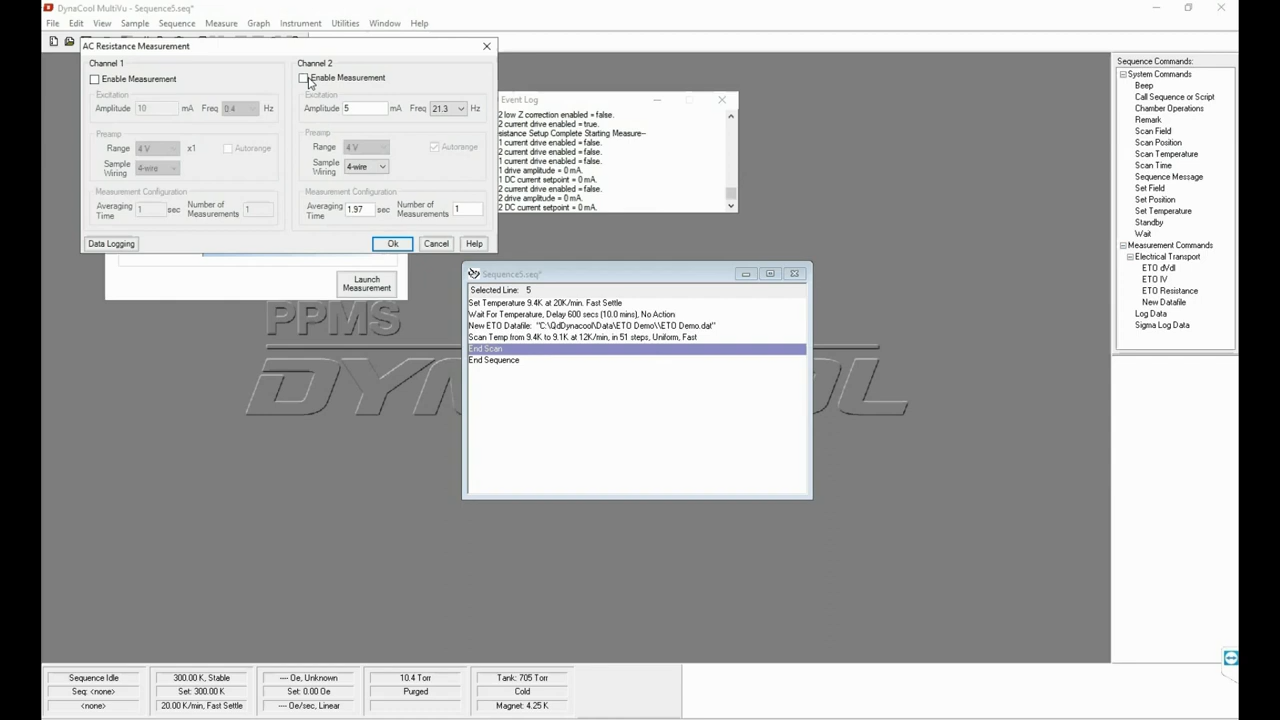 DynaCool MultiVu - Sequence5.seq*
File Edit View Sample Sequence Measure Graph Instrument Utilities Window Help
AC Resistance Measurement
Channel 1
Enable Measurement
Excitation
Amplitude 10 mA Freq 0.4 Hz
Preamp
Range 4 V x1 Autorange
Sample Wiring 4-wire
Measurement Configuration
Averaging Time 1 sec Number of Measurements 1
Channel 2
Enable Measurement
Excitation
Amplitude 5 mA Freq 21.3 Hz
Preamp
Range 4 V Autorange
Sample Wiring 4-wire
Measurement Configuration
Averaging Time 1.97 sec Number of Measurements 1
Data Logging Ok Cancel Help
Launch Measurement
Event Log
2 low Z correction enabled = false.
2 current drive enabled = true.
esistance Setup Complete Starting Measure--
1 current drive enabled = false.
2 current drive enabled = false.
1 current drive enabled = false.
1 drive amplitude = 0 mA.
1 DC current setpoint = 0 mA.
2 current drive enabled = false.
2 drive amplitude = 0 mA.
2 DC current setpoint = 0 mA.
Sequence5.seq*
Selected Line: 5
Set Temperature 9.4K at 20K/min. Fast Settle
Wait For Temperature, Delay 600 secs (10.0 mins), No Action
New ETO Datafile: "C:\QdDynacool\Data\ETO Demo\\ETO Demo.dat"
Scan Temp from 9.4K to 9.1K at 12K/min, in 51 steps, Uniform, Fast
End Scan
End Sequence
PPMS
Sequence Commands:
System Commands
Beep
Call Sequence or Script
Chamber Operations
Remark
Scan Field
Scan Position
Scan Temperature
Scan Time
Sequence Message
Set Field
Set Position
Set Temperature
Standby
Wait
Measurement Commands
Electrical Transport
ETO dVdI
ETO IV
ETO Resistance
New Datafile
Log Data
Sigma Log Data
Sequence Idle
Seq: <none>
<none>
300.00 K, Stable
Set: 300.00 K
20.00 K/min, Fast Settle
---- Oe, Unknown
Set: 0.00 Oe
---- Oe/sec, Linear
10.4 Torr
Purged
Tank: 705 Torr
Cold
Magnet: 4.25 K